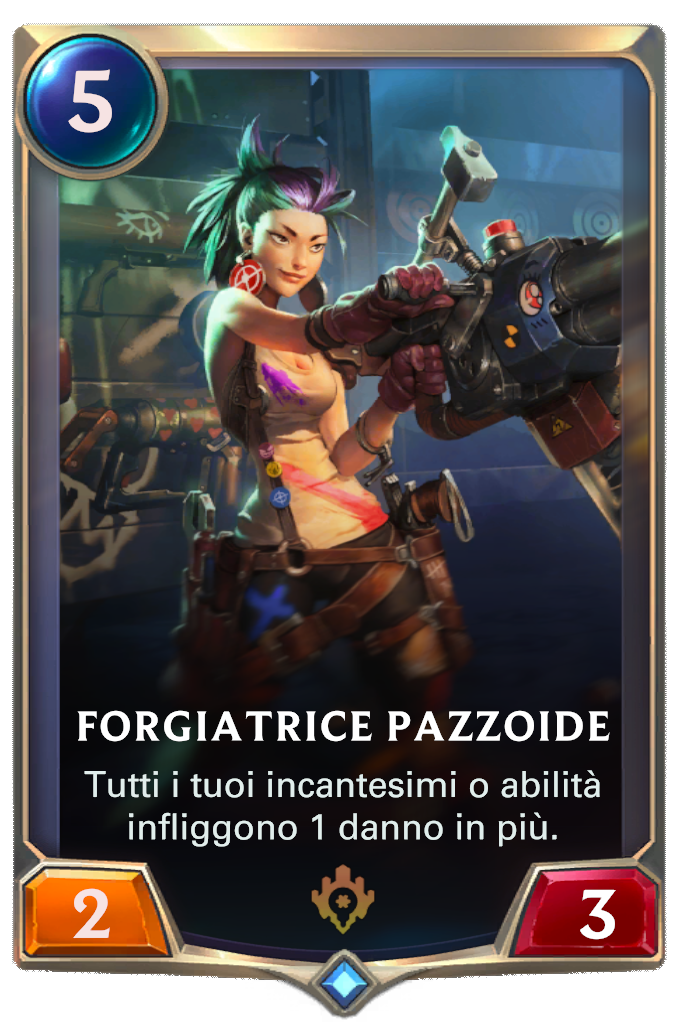 5
FORGIATRICE PAZZOIDE
Tutti i tuoi incantesimi o abilità
infliggono 1 danno in più.
2
3